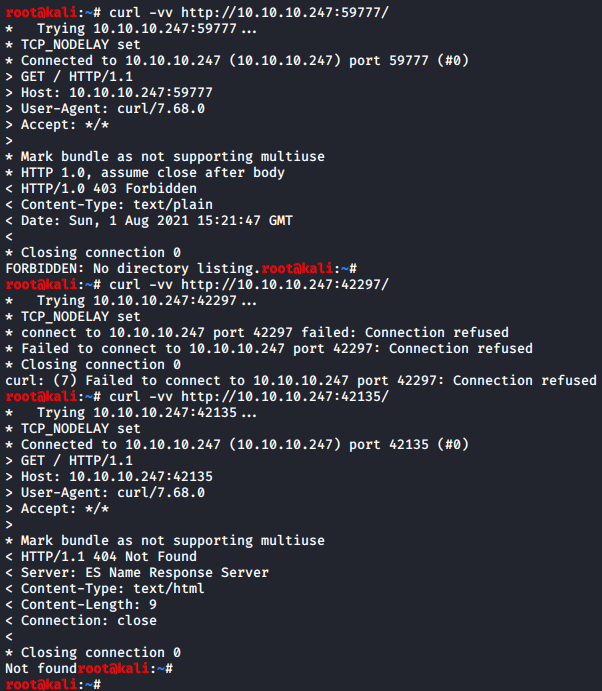 root@kali:~# curl -vv http://10.10.10.247:59777/
*   Trying 10.10.10.247:59777...
* TCP_NODELAY set
* Connected to 10.10.10.247 (10.10.10.247) port 59777 (#0)
> GET / HTTP/1.1
> Host: 10.10.10.247:59777
> User-Agent: curl/7.68.0
> Accept: */*
>
* Mark bundle as not supporting multiuse
* HTTP 1.0, assume close after body
< HTTP/1.0 403 Forbidden
< Content-Type: text/plain
< Date: Sun, 1 Aug 2021 15:21:47 GMT
<
* Closing connection 0
FORBIDDEN: No directory listing.root@kali:~#
root@kali:~# curl -vv http://10.10.10.247:42297/
*   Trying 10.10.10.247:42297...
* TCP_NODELAY set
* connect to 10.10.10.247 port 42297 failed: Connection refused
* Failed to connect to 10.10.10.247 port 42297: Connection refused
* Closing connection 0
curl: (7) Failed to connect to 10.10.10.247 port 42297: Connection refused
root@kali:~# curl -vv http://10.10.10.247:42135/
*   Trying 10.10.10.247:42135...
* TCP_NODELAY set
* Connected to 10.10.10.247 (10.10.10.247) port 42135 (#0)
> GET / HTTP/1.1
> Host: 10.10.10.247:42135
> User-Agent: curl/7.68.0
> Accept: */*
>
* Mark bundle as not supporting multiuse
< HTTP/1.1 404 Not Found
< Server: ES Name Response Server
< Content-Type: text/html
< Content-Length: 9
< Connection: close
<
* Closing connection 0
Not foundroot@kali:~#
root@kali:~#